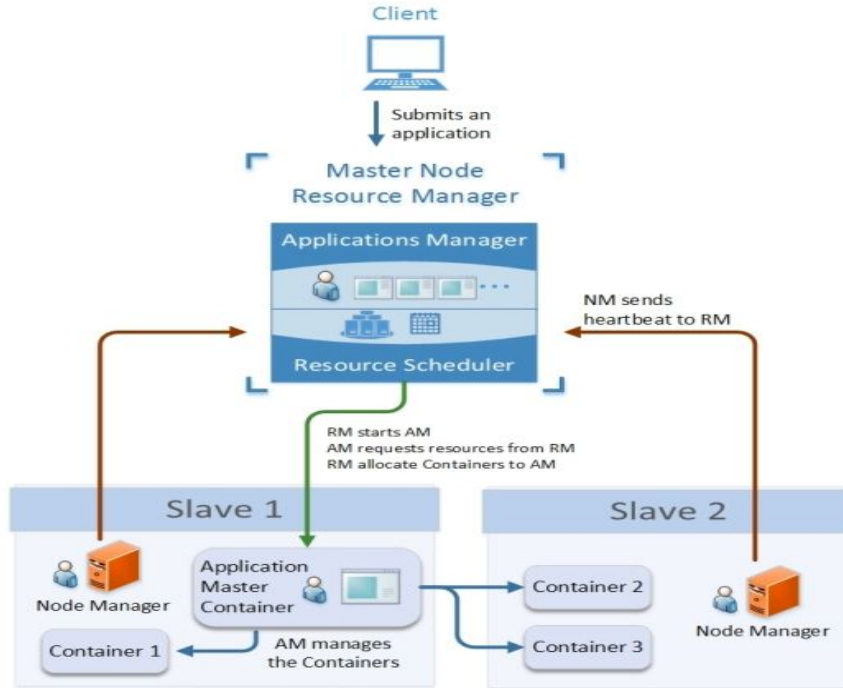 Client
Submits an
application
Master Node
Resource Manager
Applications Manager
Resource Scheduler
NM sends
heartbeat to RM
RM starts AM
AM requests resources from RM
RM allocate Containers to AM
Slave 1
Node Manager
Application
Master
Container
Container 1
AM manages
the Containers
Slave 2
Container 2
Container 3
Node Manager